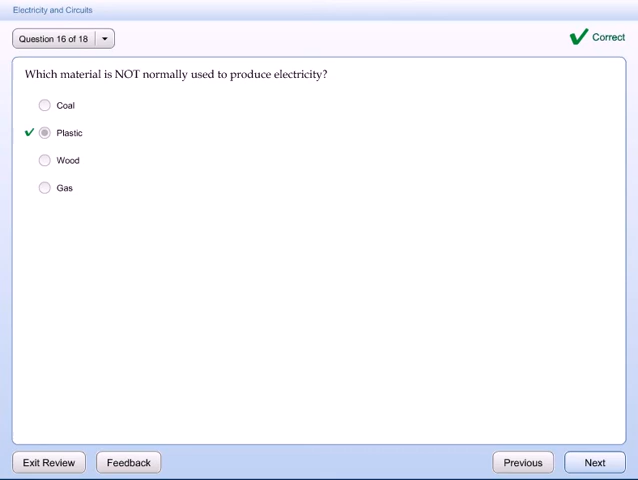 Electricity and Circuits
Question 16 of 18
Correct
Which material is NOT normally used to produce electricity?
Coal
Plastic
Wood
Gas
Exit Review
Feedback
Previous
Next